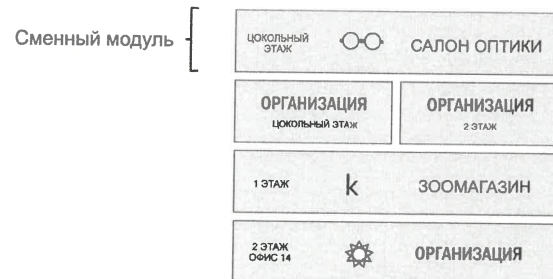 Сменный модуль
ЦОКОЛЬНЫЙ
ЭТАЖ
САЛОН ОПТИКИ
ОРГАНИЗАЦИЯ
ЦОКОЛЬНЫЙ ЭТАЖ
ОРГАНИЗАЦИЯ
2 ЭТАЖ
1 ЭТАЖ
k
ЗООМАГАЗИН
2 ЭТАЖ
ОФИС 14
ОРГАНИЗАЦИЯ